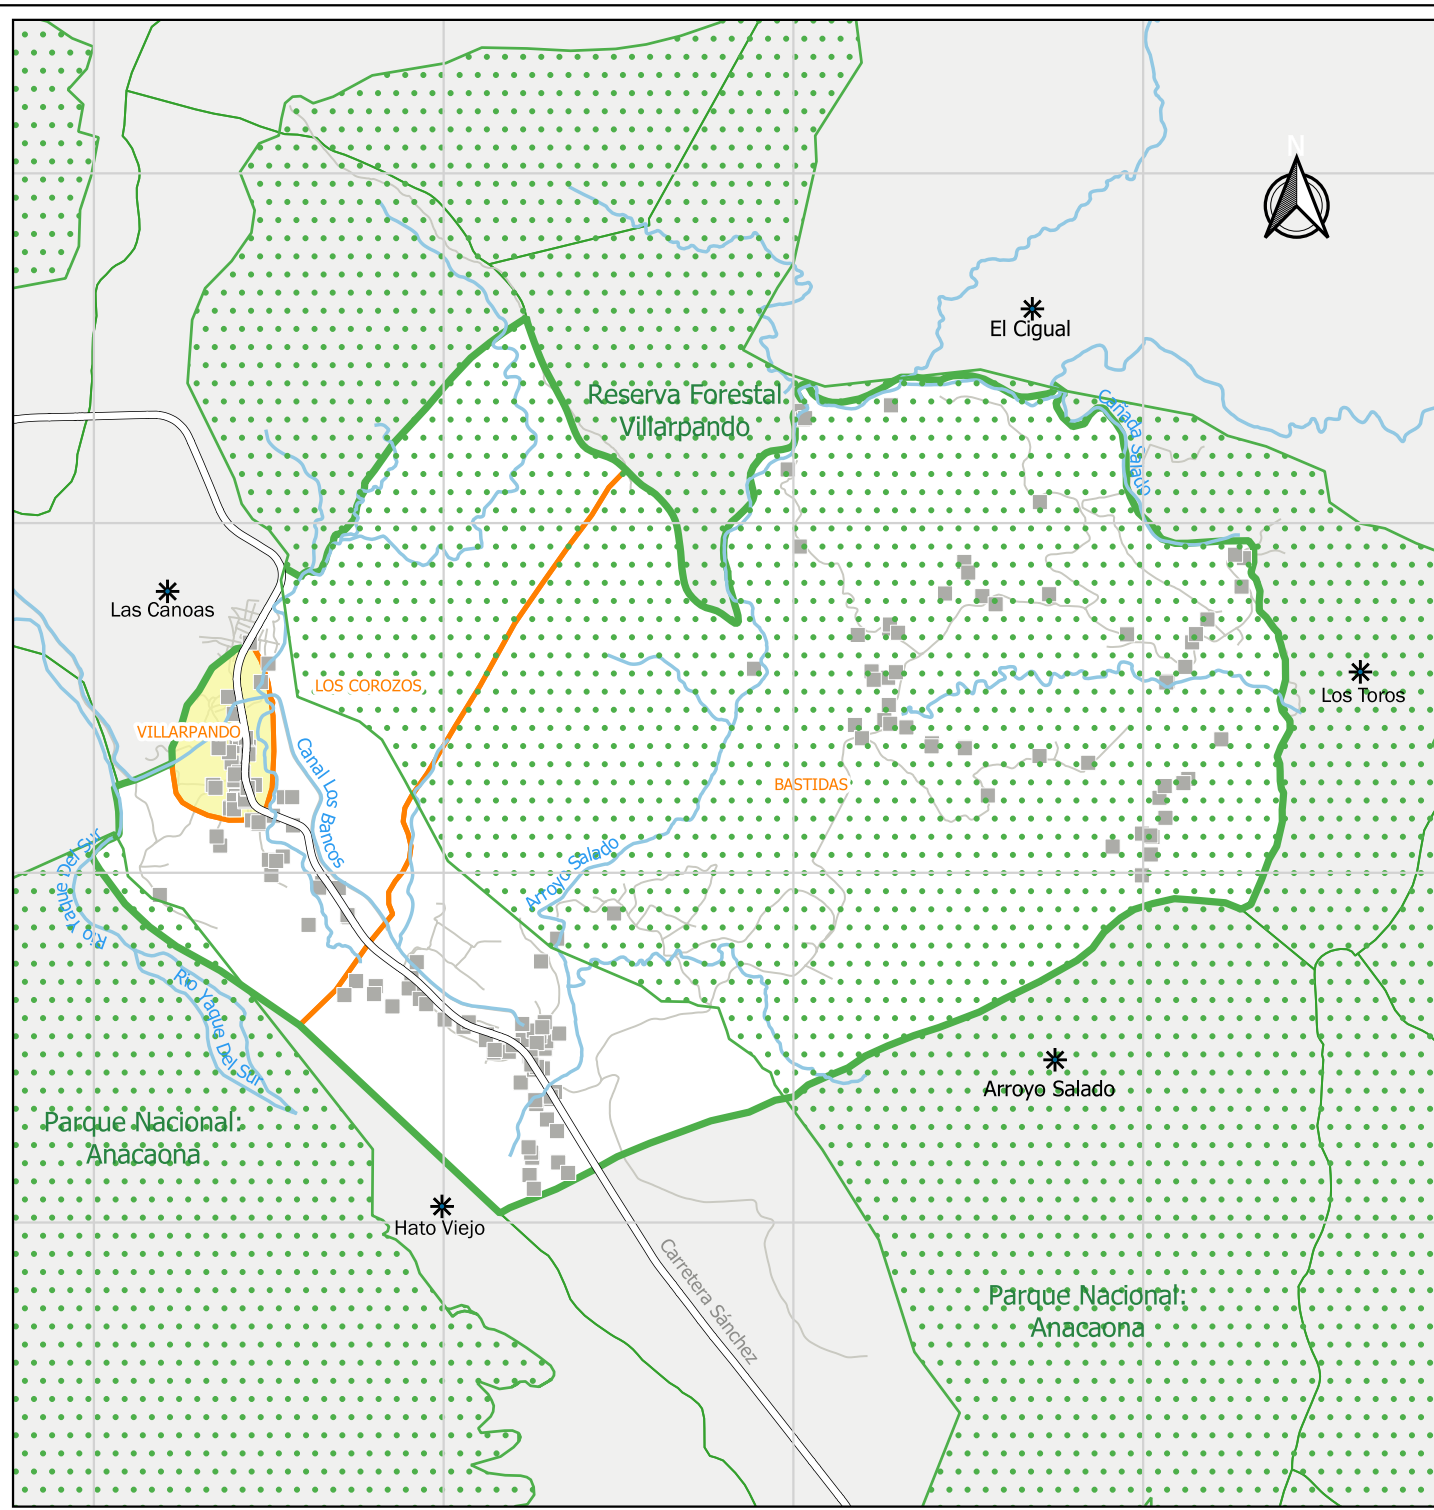 N
El Cigual
Reserva Forestal
Villarpando
Cañada Salado
Las Canoas
LOS COROZOS
Los Toros
VILLARPANDO
Canal Los Bancos
BASTIDAS
Río Yaque Del Sur
Arroyo Salado
Río Yaque Del Sur
Arroyo Salado
Parque Nacional:
Anacaona
Hato Viejo
Carretera Sánchez
Parque Nacional:
Anacaona